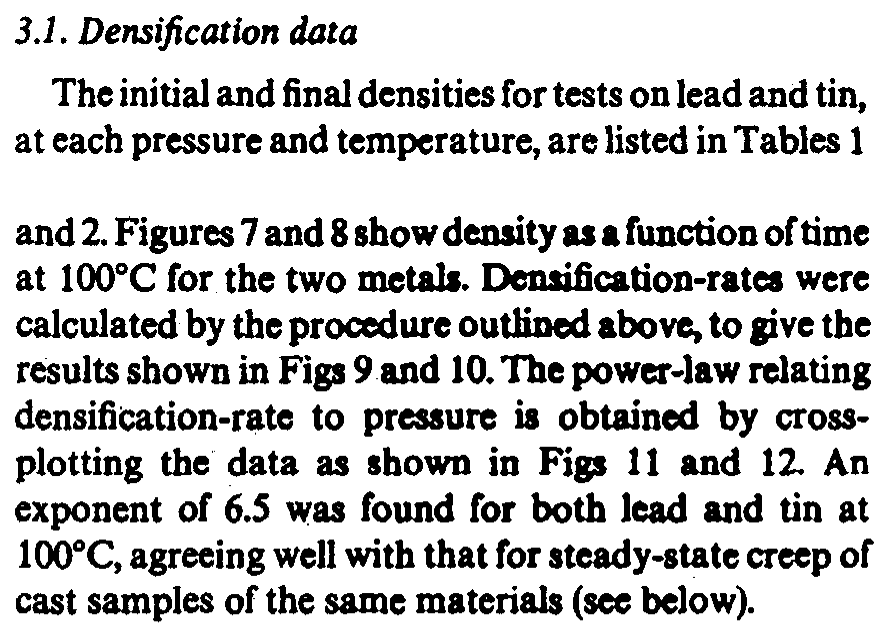 3.1. Densification data
The initial and final densities for tests on lead and tin,
at each pressure and temperature, are listed in Tables 1
and 2. Figures 7 and 8 show density as a function of time
at 100°C for the two metals. Densification-rates were
calculated by the procedure outlined above, to give the
results shown in Figs 9 and 10. The power-law relating
densification-rate to pressure is obtained by cross-
plotting the data as shown in Figs 11 and 12. An
exponent of 6.5 was found for both lead and tin at
100°C, agreeing well with that for steady-state creep of
cast samples of the same materials (see below).